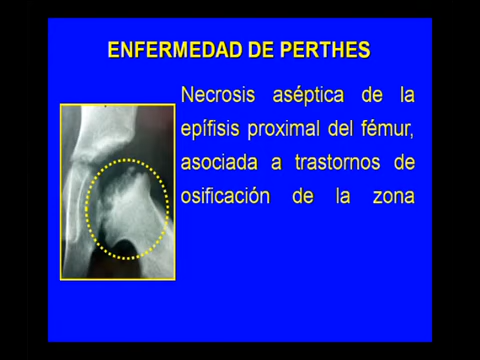 ENFERMEDAD DE PERTHES
Necrosis aséptica de la
epífisis proximal del fémur,
asociada a trastornos de
osificación de la zona